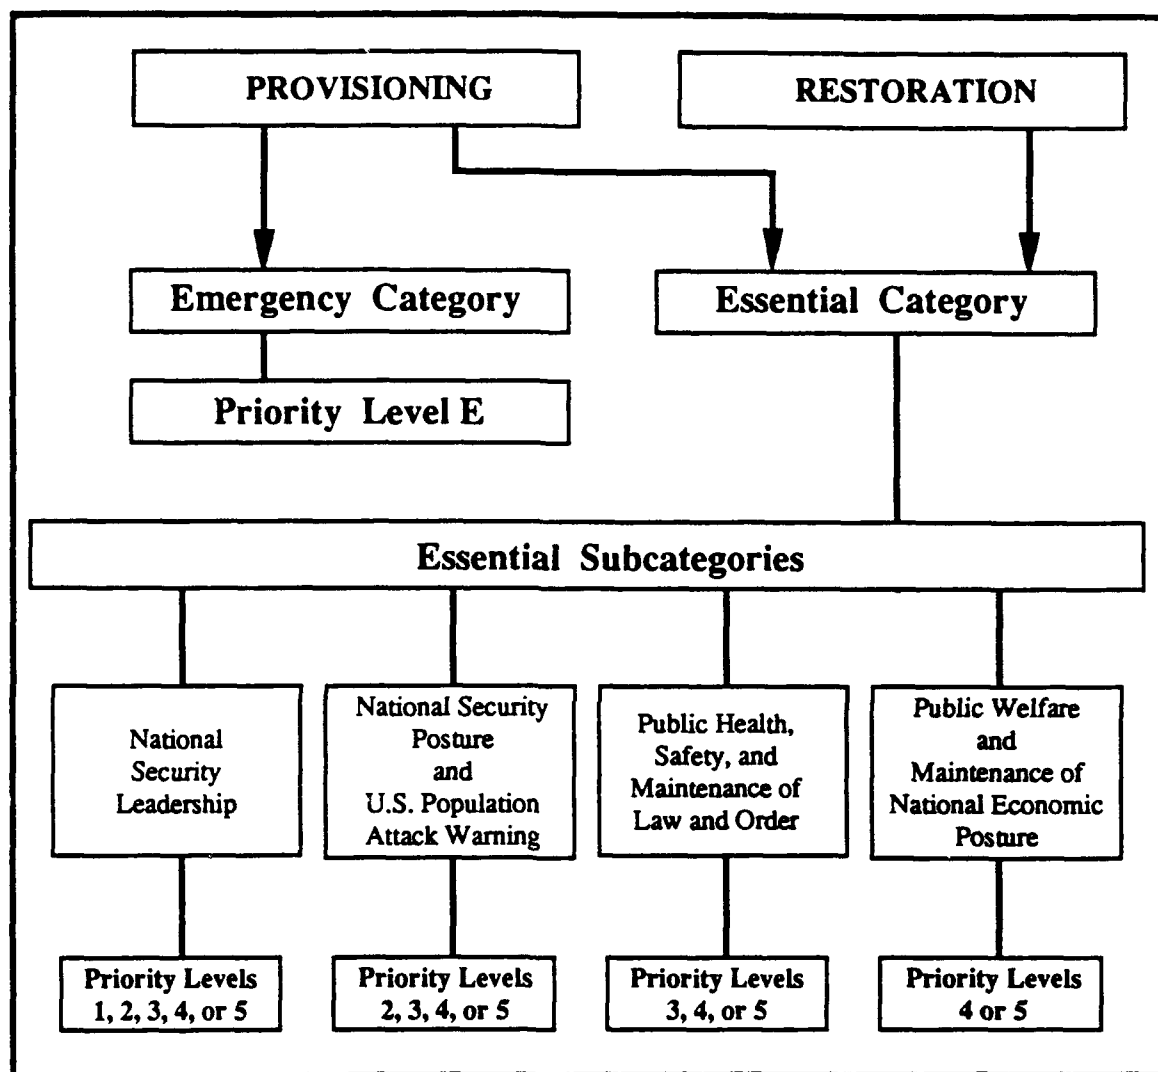 PROVISIONING
RESTORATION
Emergency Category
Essential Category
Priority Level E
Essential Subcategories
National
Security
Leadership
National Security
Posture
and
U.S. Population
Attack Warning
Public Health,
Safety, and
Maintenance of
Law and Order
Public Welfare
and
Maintenance of
National Economic
Posture
Priority Levels
1, 2, 3, 4, or 5
Priority Levels
2, 3, 4, or 5
Priority Levels
3, 4, or 5
Priority Levels
4 or 5